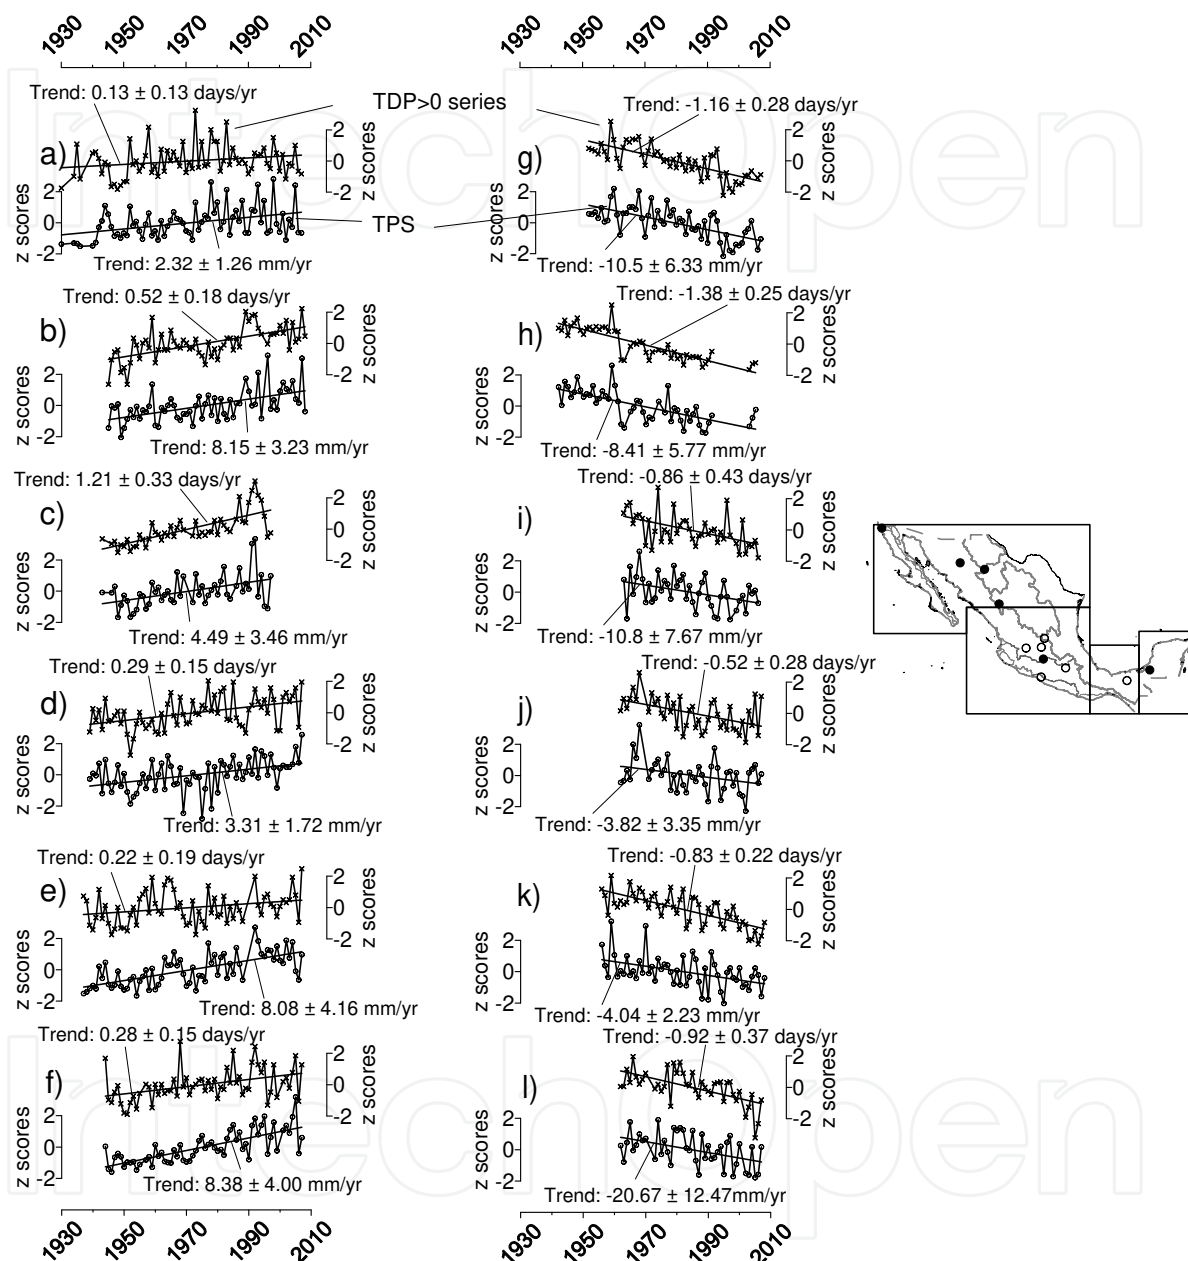 1930 1950 1970 1990 2010
1930 1950 1970 1990 2010
TDP>0 series
TPS
a)
Trend: 0.13 ± 0.13 days/yr
2 0 -2 z scores
z scores 2 0 -2
Trend: 2.32 ± 1.26 mm/yr
b)
Trend: 0.52 ± 0.18 days/yr
2 0 -2 z scores
z scores 2 0 -2
Trend: 8.15 ± 3.23 mm/yr
c)
Trend: 1.21 ± 0.33 days/yr
2 0 -2 z scores
z scores 2 0 -2
Trend: 4.49 ± 3.46 mm/yr
d)
Trend: 0.29 ± 0.15 days/yr
2 0 -2 z scores
z scores 2 0 -2
Trend: 3.31 ± 1.72 mm/yr
e)
Trend: 0.22 ± 0.19 days/yr
2 0 -2 z scores
z scores 2 0 -2
Trend: 8.08 ± 4.16 mm/yr
f)
Trend: 0.28 ± 0.15 days/yr
2 0 -2 z scores
z scores 2 0 -2
Trend: 8.38 ± 4.00 mm/yr
1930 1950 1970 1990 2010
g)
Trend: -1.16 ± 0.28 days/yr
2 0 -2 z scores
z scores 2 0 -2
Trend: -10.5 ± 6.33 mm/yr
h)
Trend: -1.38 ± 0.25 days/yr
2 0 -2 z scores
z scores 2 0 -2
Trend: -8.41 ± 5.77 mm/yr
i)
Trend: -0.86 ± 0.43 days/yr
2 0 -2 z scores
z scores 2 0 -2
Trend: -10.8 ± 7.67 mm/yr
j)
Trend: -0.52 ± 0.28 days/yr
2 0 -2 z scores
z scores 2 0 -2
Trend: -3.82 ± 3.35 mm/yr
k)
Trend: -0.83 ± 0.22 days/yr
2 0 -2 z scores
z scores 2 0 -2
Trend: -4.04 ± 2.23 mm/yr
l)
Trend: -0.92 ± 0.37 days/yr
2 0 -2 z scores
z scores 2 0 -2
Trend: -20.67 ± 12.47mm/yr
1930 1950 1970 1990 2010
IntechOpen
IntechOpen